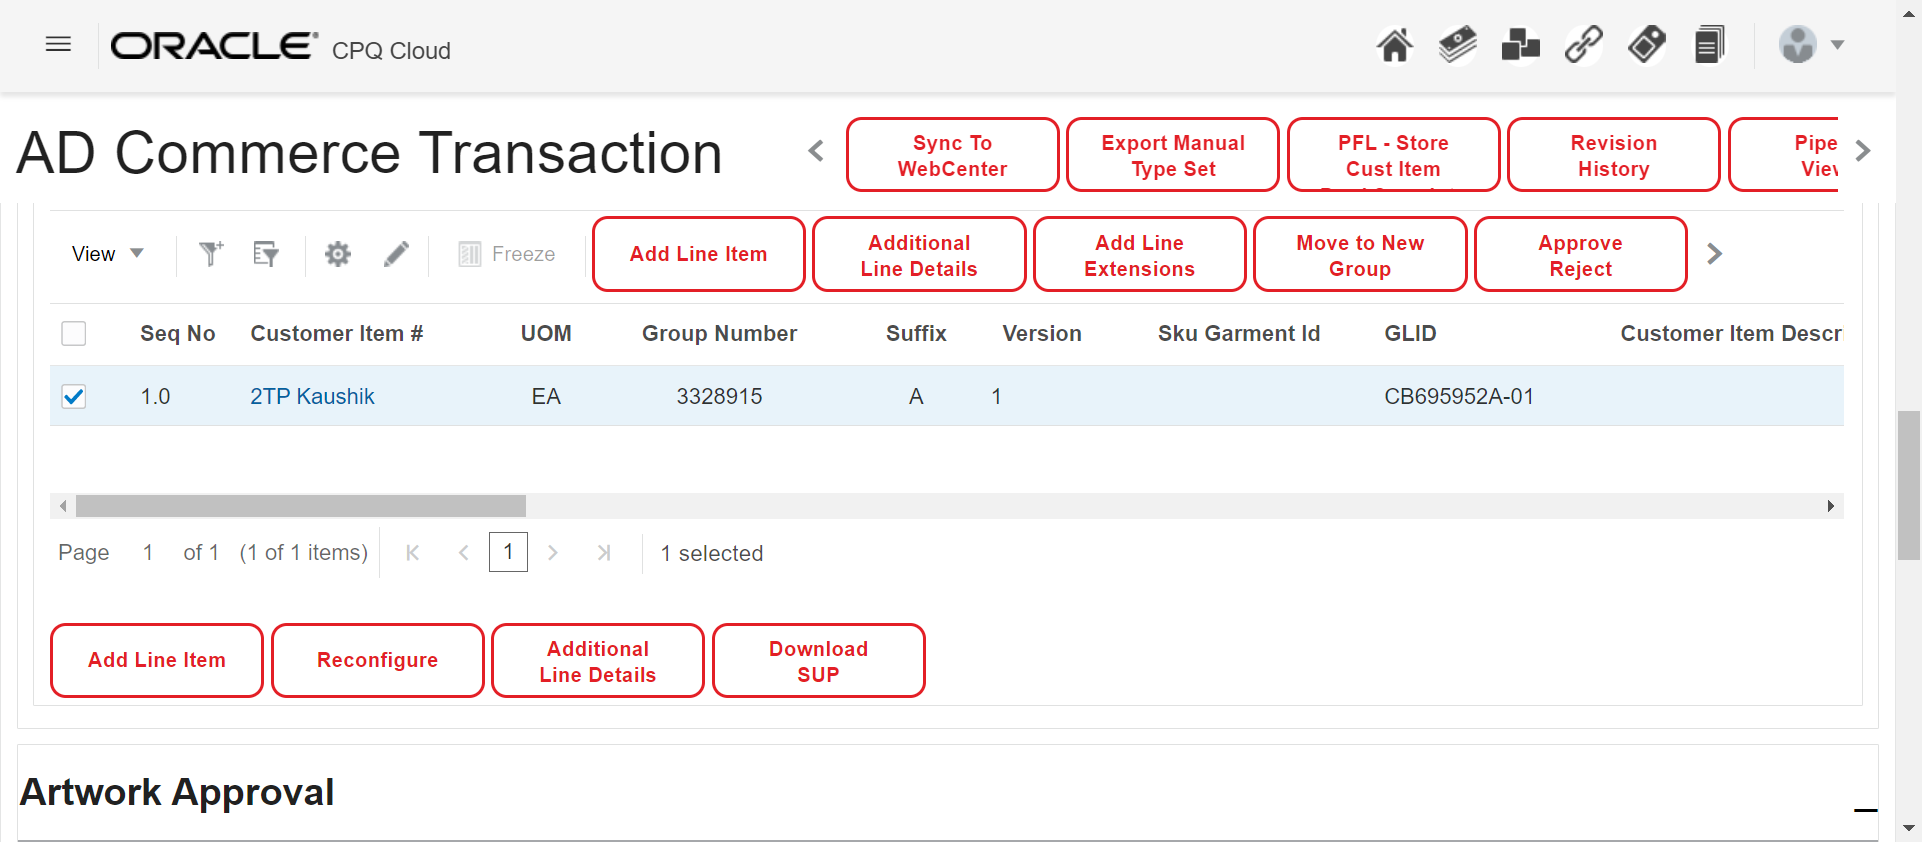 ORACLE® CPQ Cloud
AD Commerce Transaction
Sync To
WebCenter
Export Manual
Type Set
PFL - Store
Cust Item
Revision
History
Pipe
View
View
Freeze
Add Line Item
Additional
Line Details
Add Line
Extensions
Move to New
Group
Approve
Reject
Seq No Customer Item # UOM Group Number Suffix Version Sku Garment Id GLID Customer Item Descr
1.0 2TP Kaushik EA 3328915 A 1 CB695952A-01
Page 1 of 1 (1 of 1 items) 1 1 selected
Add Line Item
Reconfigure
Additional
Line Details
Download
SUP
Artwork Approval